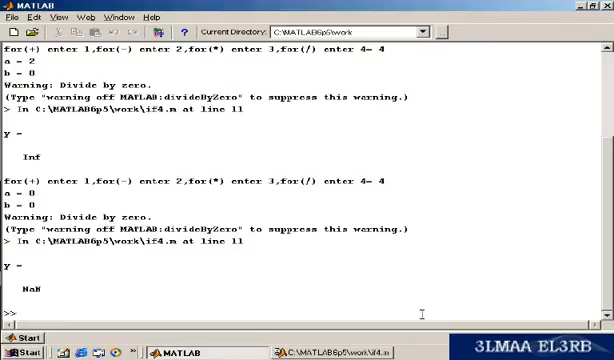 MATLAB
File Edit View Web Window Help
? Current Directory: C:\MATLAB6p5\work
for(+) enter 1,for(-) enter 2,for(*) enter 3,for(/) enter 4= 4
a = 2
b = 0
Warning: Divide by zero.
(Type "warning off MATLAB:divideByZero" to suppress this warning.)
> In C:\MATLAB6p5\work\if4.m at line 11
y =
Inf
for(+) enter 1,for(-) enter 2,for(*) enter 3,for(/) enter 4= 4
a = 0
b = 0
Warning: Divide by zero.
(Type "warning off MATLAB:divideByZero" to suppress this warning.)
> In C:\MATLAB6p5\work\if4.m at line 11
y =
NaN
>>
Start
Start » MATLAB C:\MATLAB6p5\work\if4.m
3LMAA EL3RB